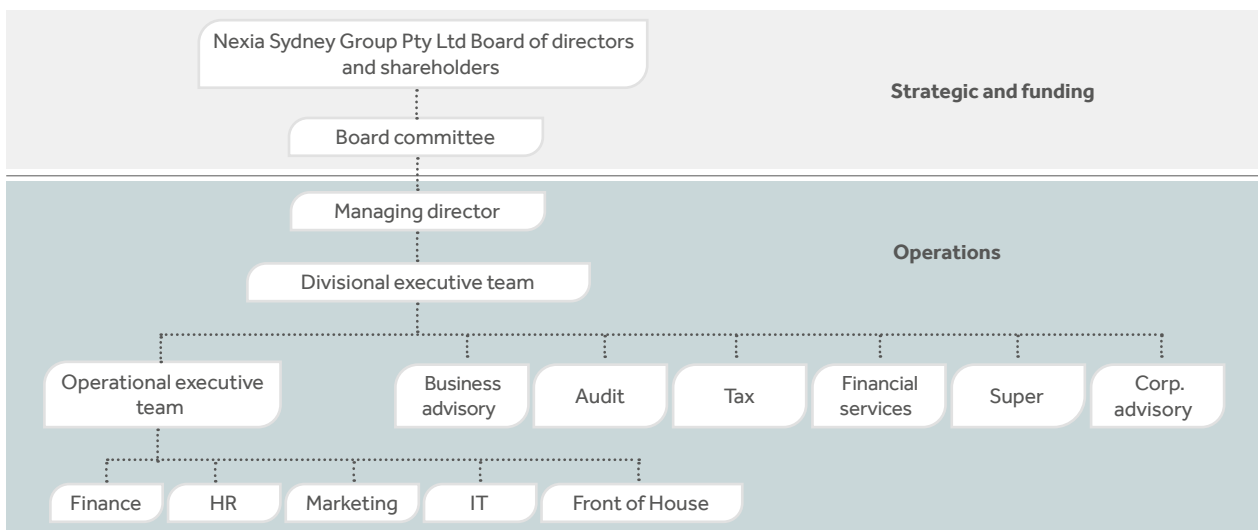 Nexia Sydney Group Pty Ltd Board of directors
and shareholders
Strategic and funding
Board committee
Managing director
Operations
Divisional executive team
Operational executive
team
Business
advisory
Audit
Tax
Financial
services
Super
Corp.
advisory
Finance
HR
Marketing
IT
Front of House